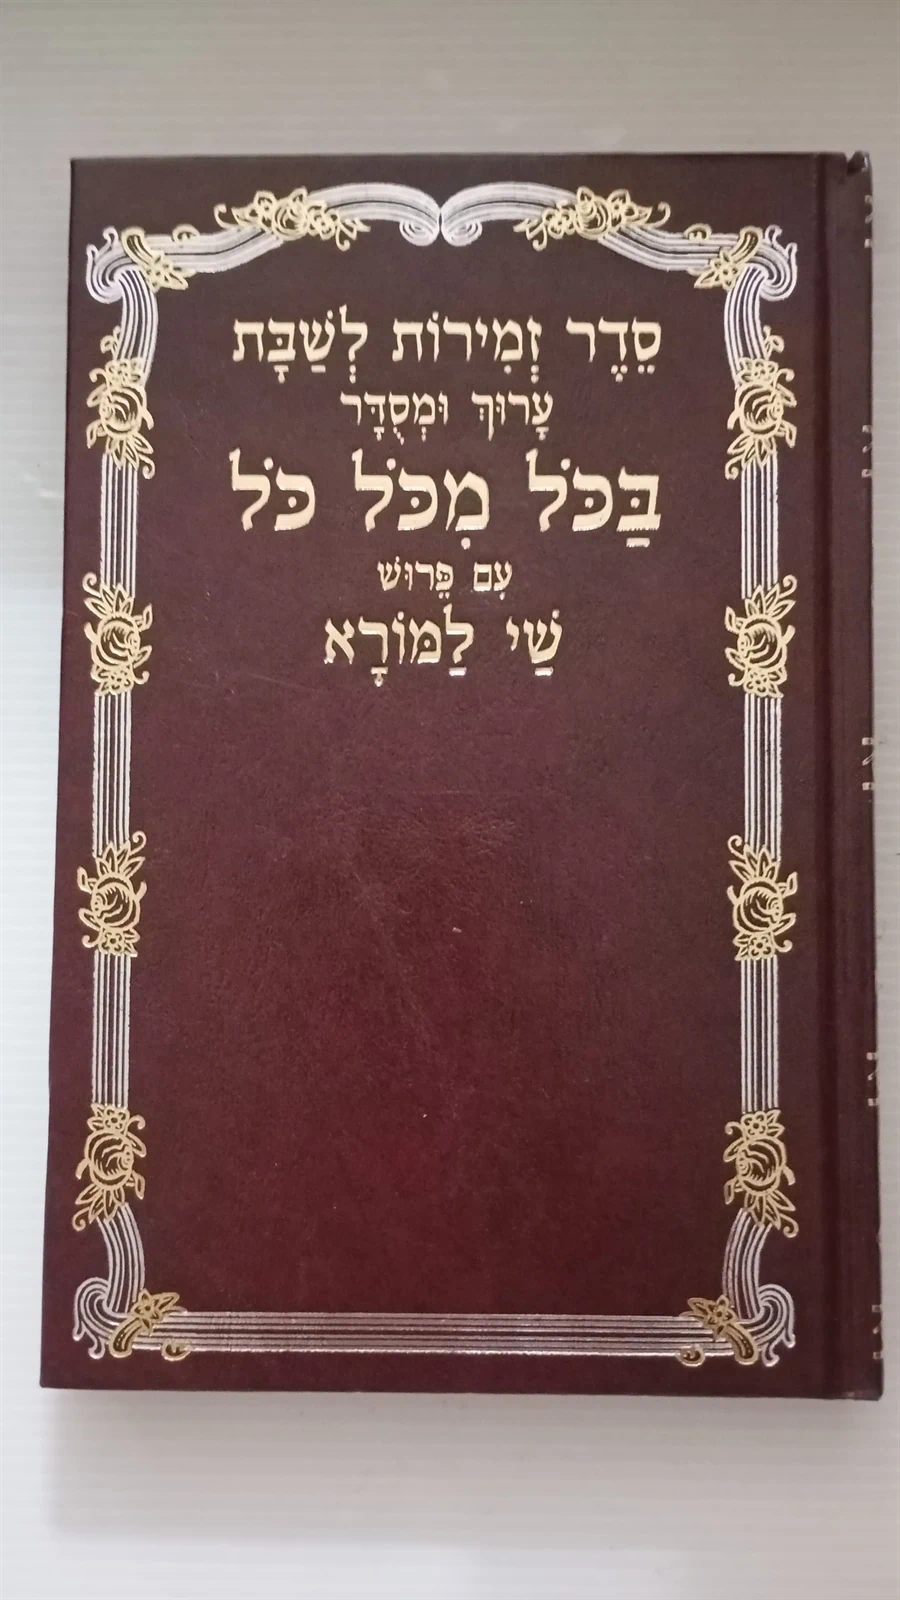 סֵדֶר זְמִירוֹת לְשַׁבָּת
עָרוּךְ וּמְסֻדָּר
בַּכֹּל מִכֹּל כֹּל
עִם פֵּרוּשׁ
שַׁי לַמּוֹרָא